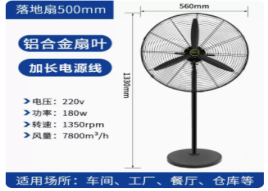 落地扇500mm
铝合金扇叶
加长电源线
电压：220v
功率：180w
转速：1350rpm
风量：7800m³/h
560mm
1330mm
适用场所：车间、工厂、餐厅、仓库等